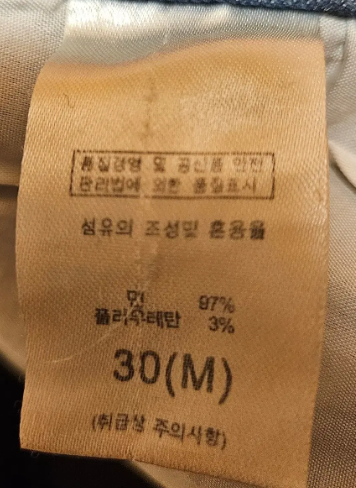 품질경영 및 공산품 안전
관리법에 의한 품질표시
섬유의 조성및 혼용율
면 97%
폴리우레탄 3%
30(M)
(취급상 주의사항)